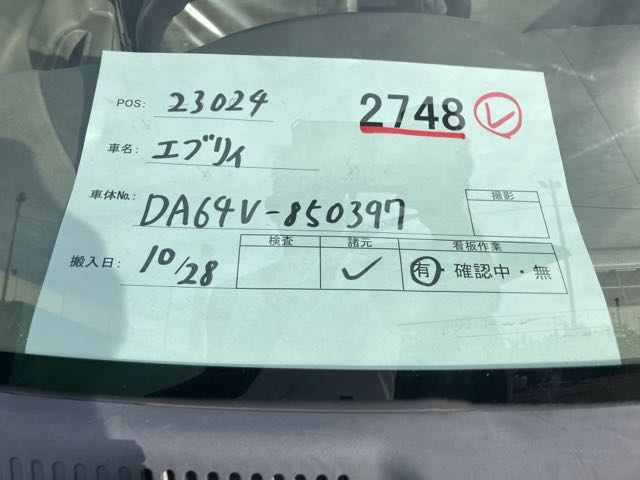 POS: 23024
2748
車名: エブリィ
車体No.: DA64V-850397
撮影
搬入日: 10/28
検査 諸元 看板作業
✓ 有・確認中・無